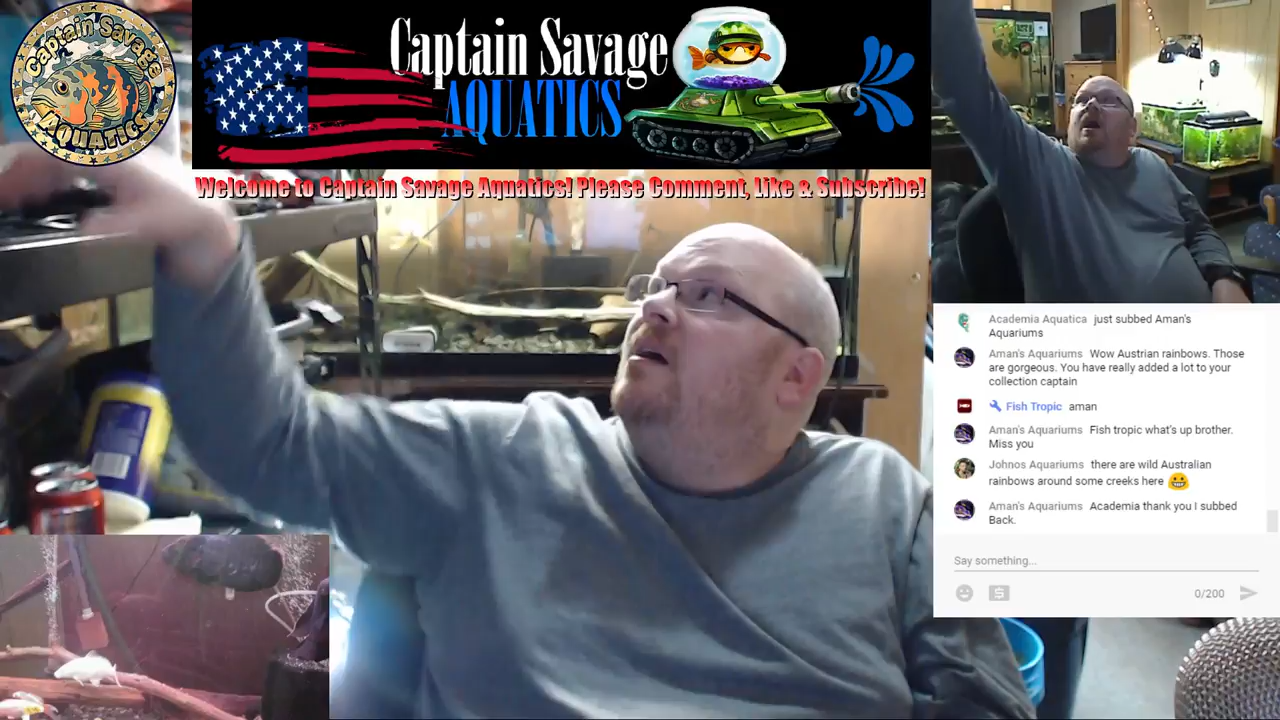 Captain Savage
AQUATICS
Captain Savage
AQUATICS
Welcome to Captain Savage Aquatics! Please Comment, Like & Subscribe!
Academia Aquatica just subbed Aman's
Aquariums
Aman's Aquariums Wow Austrian rainbows. Those
are gorgeous. You have really added a lot to your
collection captain
Fish Tropic aman
Aman's Aquariums Fish tropic what's up brother.
Miss you
Johnos Aquariums there are wild Australian
rainbows around some creeks here 😁
Aman's Aquariums Academia thank you I subbed
Back.
Say something...
0/200